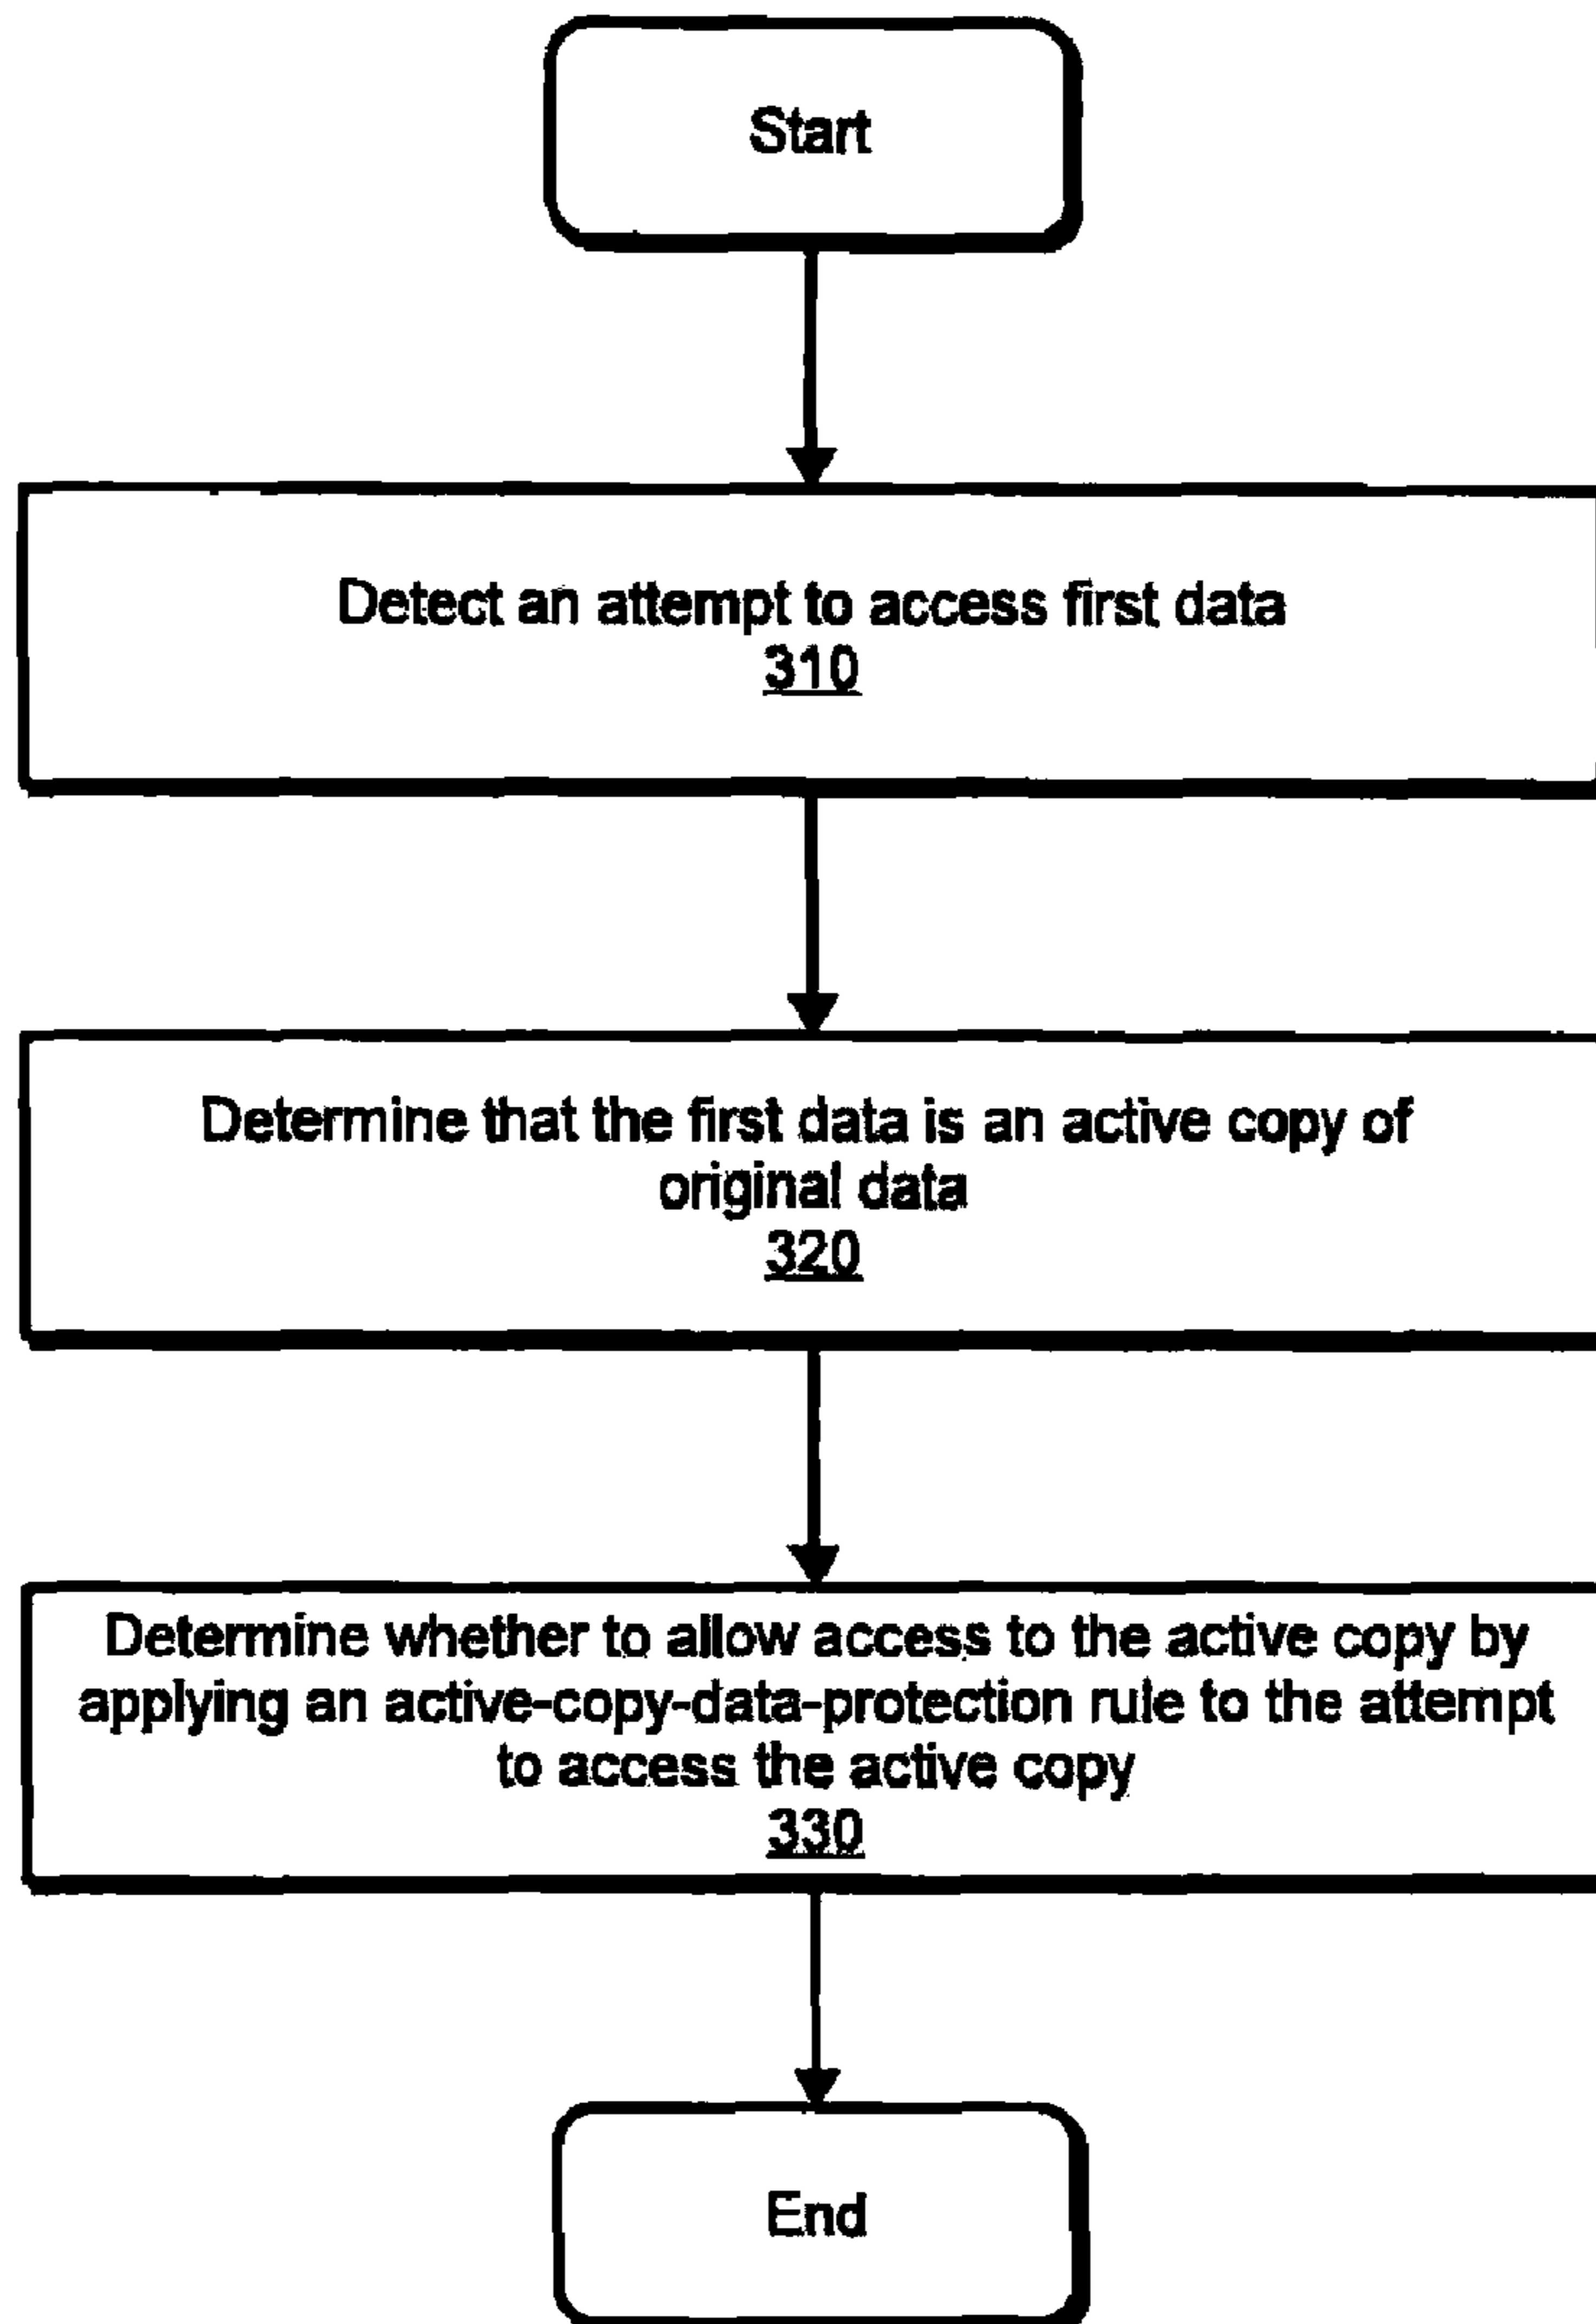 Start
Detect an attempt to access first data
310
Determine that the first data is an active copy of
original data
320
Determine whether to allow access to the active copy by
applying an active-copy-data-protection rule to the attempt
to access the active copy
330
End